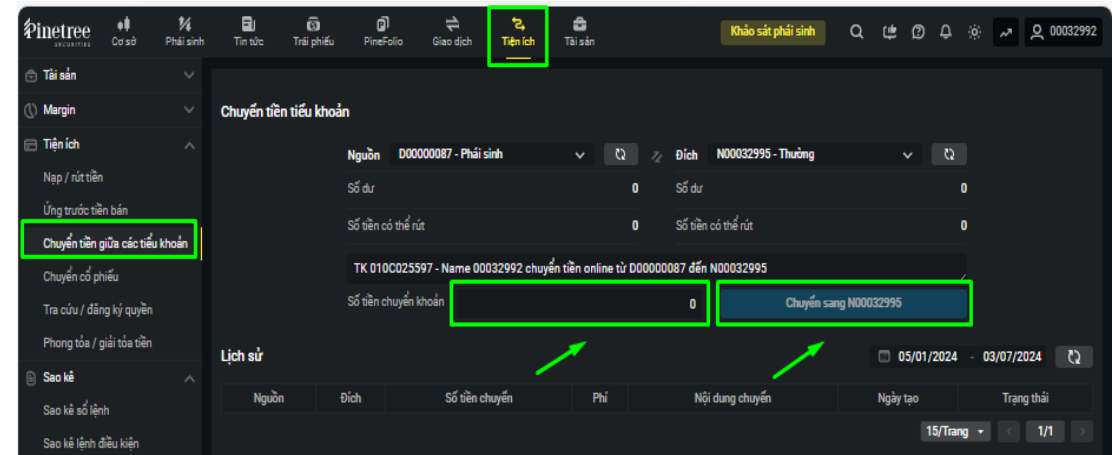 Pinetree
SECURITIES
Cơ sở
Phái sinh
Tin tức
Trái phiếu
PineFolio
Giao dịch
Tiện ích
Tài sản
Khảo sát phái sinh
00032992
Tài sản
Margin
Tiện ích
Nạp / rút tiền
Ứng trước tiền bán
Chuyển tiền giữa các tiểu khoản
Chuyển cổ phiếu
Tra cứu / đăng ký quyền
Phong tỏa / giải tỏa tiền
Sao kê
Sao kê sổ lệnh
Sao kê lệnh điều kiện
Chuyển tiền tiểu khoản
Nguồn D00000087 - Phái sinh
Đích N00032995 - Thường
Số dư 0
Số dư 0
Số tiền có thể rút 0
Số tiền có thể rút 0
TK 010C025597 - Name 00032992 chuyển tiền online từ D00000087 đến N00032995
Số tiền chuyển khoản 0
Chuyển sang N00032995
Lịch sử
05/01/2024 - 03/07/2024
Nguồn Đích Số tiền chuyển Phí Nội dung chuyển Ngày tạo Trạng thái
15/Trang 1/1